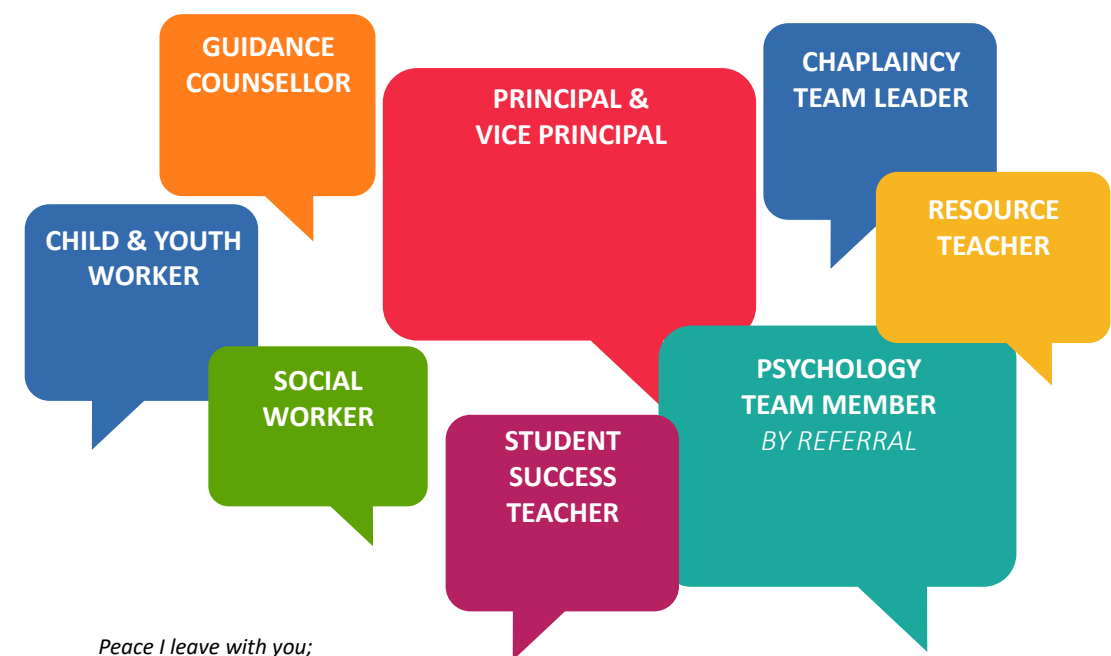 GUIDANCE
COUNSELLOR
PRINCIPAL &
VICE PRINCIPAL
CHAPLAINCY
TEAM LEADER
CHILD & YOUTH
WORKER
RESOURCE
TEACHER
SOCIAL
WORKER
STUDENT
SUCCESS
TEACHER
PSYCHOLOGY
TEAM MEMBER
BY REFERRAL
Peace I leave with you;